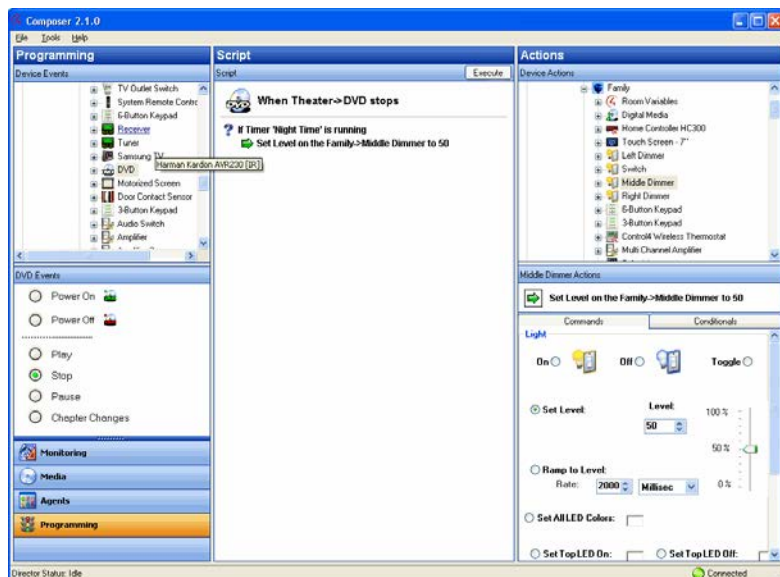 Composer 2.1.0
File Tools Help
Programming
Device Events
TV Outlet Switch
System Remote Contrc
6-Button Keypad
Receiver
Tuner
Samsung TV
Harman Kardon AVR230 [IR]
DVD
Motorized Screen
Door Contact Sensor
3-Button Keypad
Audio Switch
Amplifier
DVD Events
Power On
Power Off
Play
Stop
Pause
Chapter Changes
Monitoring
Media
Agents
Programming
Director Status: Idle
Script
Script
Execute
When Theater->DVD stops
? If Timer 'Night Time' is running
Set Level on the Family->Middle Dimmer to 50
Actions
Device Actions
Family
Room Variables
Digital Media
Home Controller HC300
Touch Screen - 7"
Left Dimmer
Switch
Middle Dimmer
Right Dimmer
6-Button Keypad
3-Button Keypad
Control4 Wireless Thermostat
Multi Channel Amplifier
Middle Dimmer Actions
Set Level on the Family->Middle Dimmer to 50
Commands Conditionals
Light
On Off Toggle
Set Level: Level: 100 %
50
50 %
Ramp to Level:
Rate: 2000 Millisec 0 %
Set All LED Colors:
Set Top LED On: Set Top LED Off:
Connected